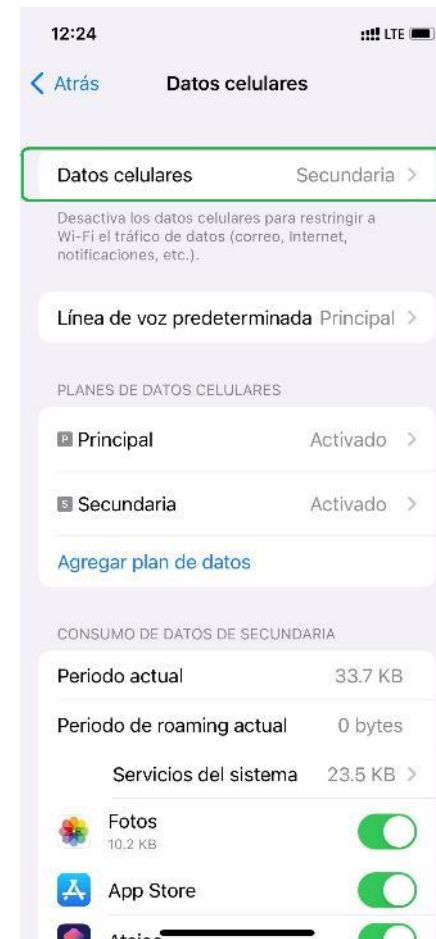 12:24
LTE
Atrás
Datos celulares
Datos celulares Secundaria
Desactiva los datos celulares para restringir a
Wi-Fi el tráfico de datos (correo, Internet,
notificaciones, etc.).
Línea de voz predeterminada Principal
PLANES DE DATOS CELULARES
P Principal Activado
S Secundaria Activado
Agregar plan de datos
CONSUMO DE DATOS DE SECUNDARIA
Periodo actual 33.7 KB
Periodo de roaming actual 0 bytes
Servicios del sistema 23.5 KB
Fotos
10.2 KB
App Store